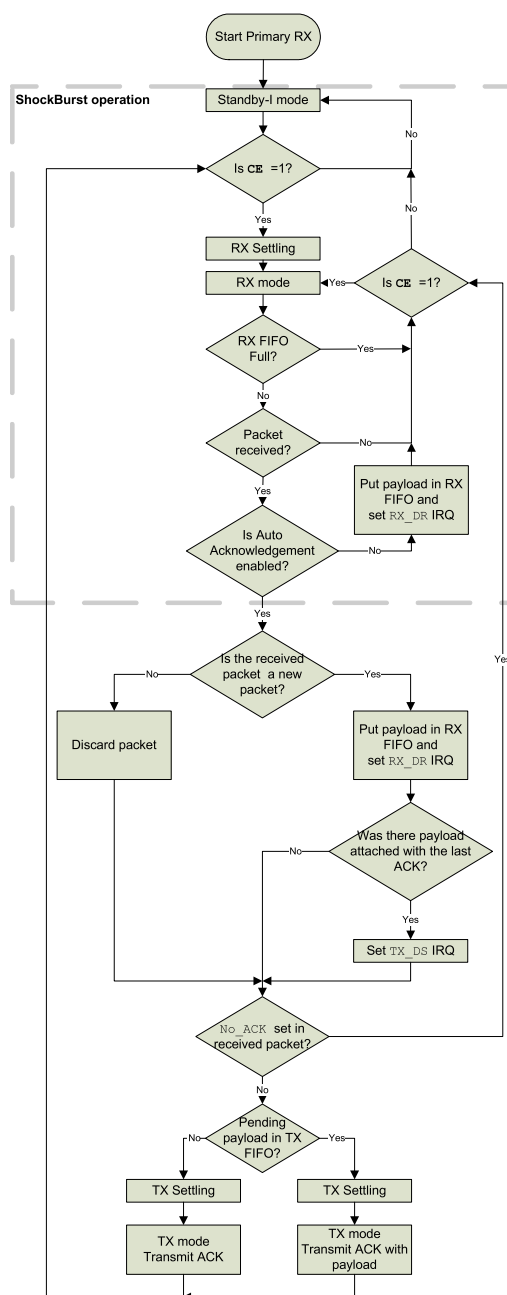 Start Primary RX
ShockBurst operation
Standby-I mode
No
Is CE =1?
Yes
No
RX Settling
RX mode
Yes
Is CE =1?
RX FIFO
Full?
Yes
No
Packet
received?
No
Yes
Put payload in RX
FIFO and
set RX_DR IRQ
Is Auto
Acknowledgement
enabled?
No
Yes
Is the received
packet a new
packet?
No
Yes
Yes
Discard packet
Put payload in RX
FIFO and
set RX_DR IRQ
Was there payload
attached with the last
ACK?
No
Yes
Set TX_DS IRQ
No_ACK set in
received packet?
No
Pending
payload in TX
FIFO?
No
Yes
TX Settling
TX Settling
TX mode
Transmit ACK
TX mode
Transmit ACK with
payload